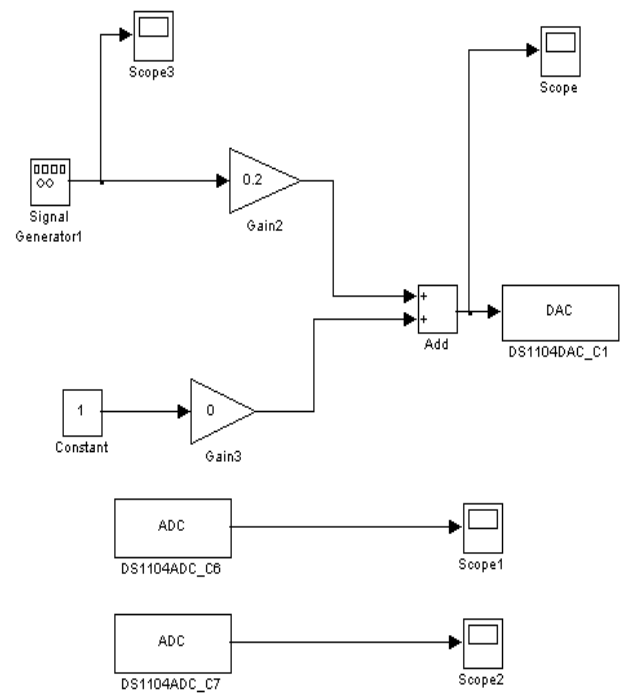 Scope3
Scope
0.2
Signal
Generator1
Gain2
+
+
DAC
Add
DS1104DAC_C1
1
0
Constant
Gain3
ADC
DS1104ADC_C6
Scope1
ADC
DS1104ADC_C7
Scope2